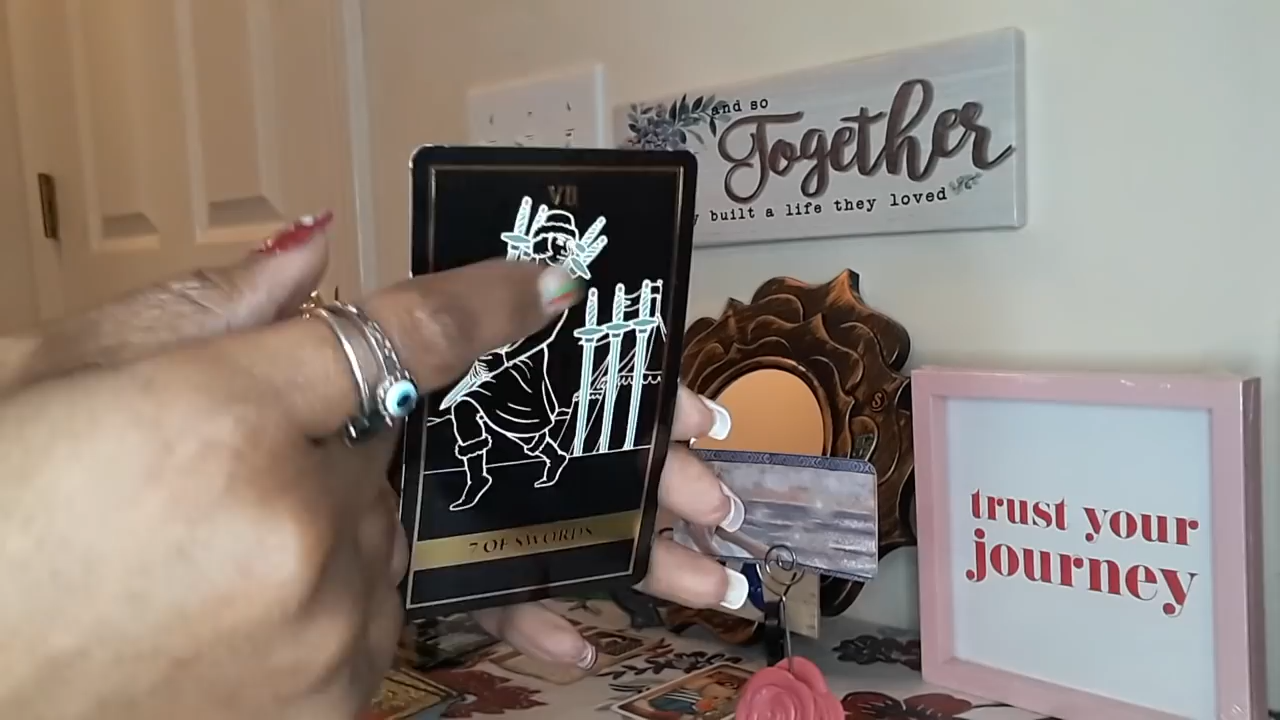 and so
Together
built a life they loved
VII
7 OF SWORDS
trust your
journey